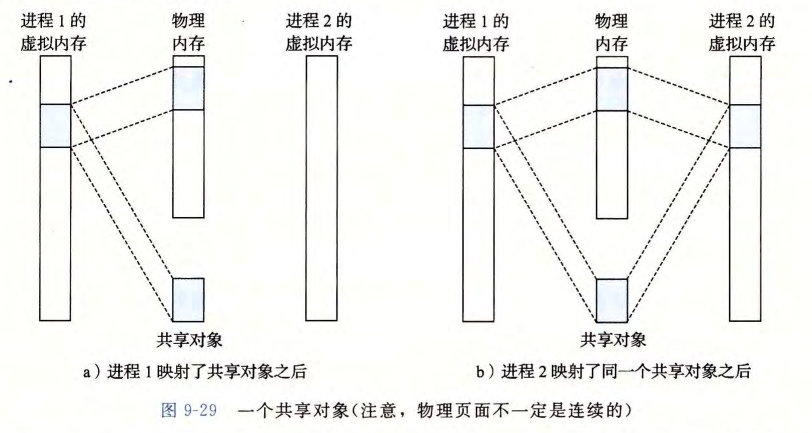 进程 1 的
虚拟内存
物理
内存
进程 2 的
虚拟内存
共享对象
a）进程 1 映射了共享对象之后
进程 1 的
虚拟内存
物理
内存
进程 2 的
虚拟内存
共享对象
b）进程 2 映射了同一个共享对象之后
图 9-29 一个共享对象(注意，物理页面不一定是连续的)